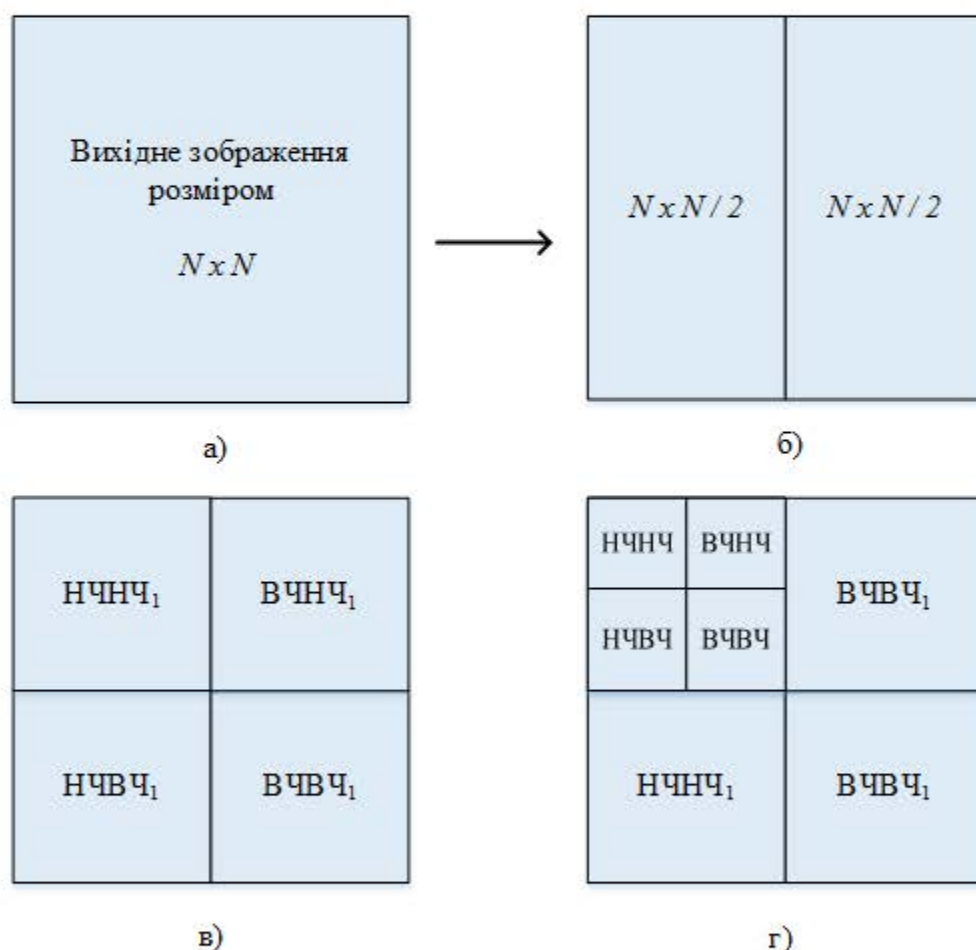 Вихідне зображення
розміром
N x N
а)
N x N / 2
N x N / 2
б)
НЧНЧ₁
ВЧНЧ₁
НЧВЧ₁
ВЧВЧ₁
в)
НЧНЧ
ВЧНЧ
НЧВЧ
ВЧВЧ
ВЧВЧ₁
НЧНЧ₁
ВЧВЧ₁
г)